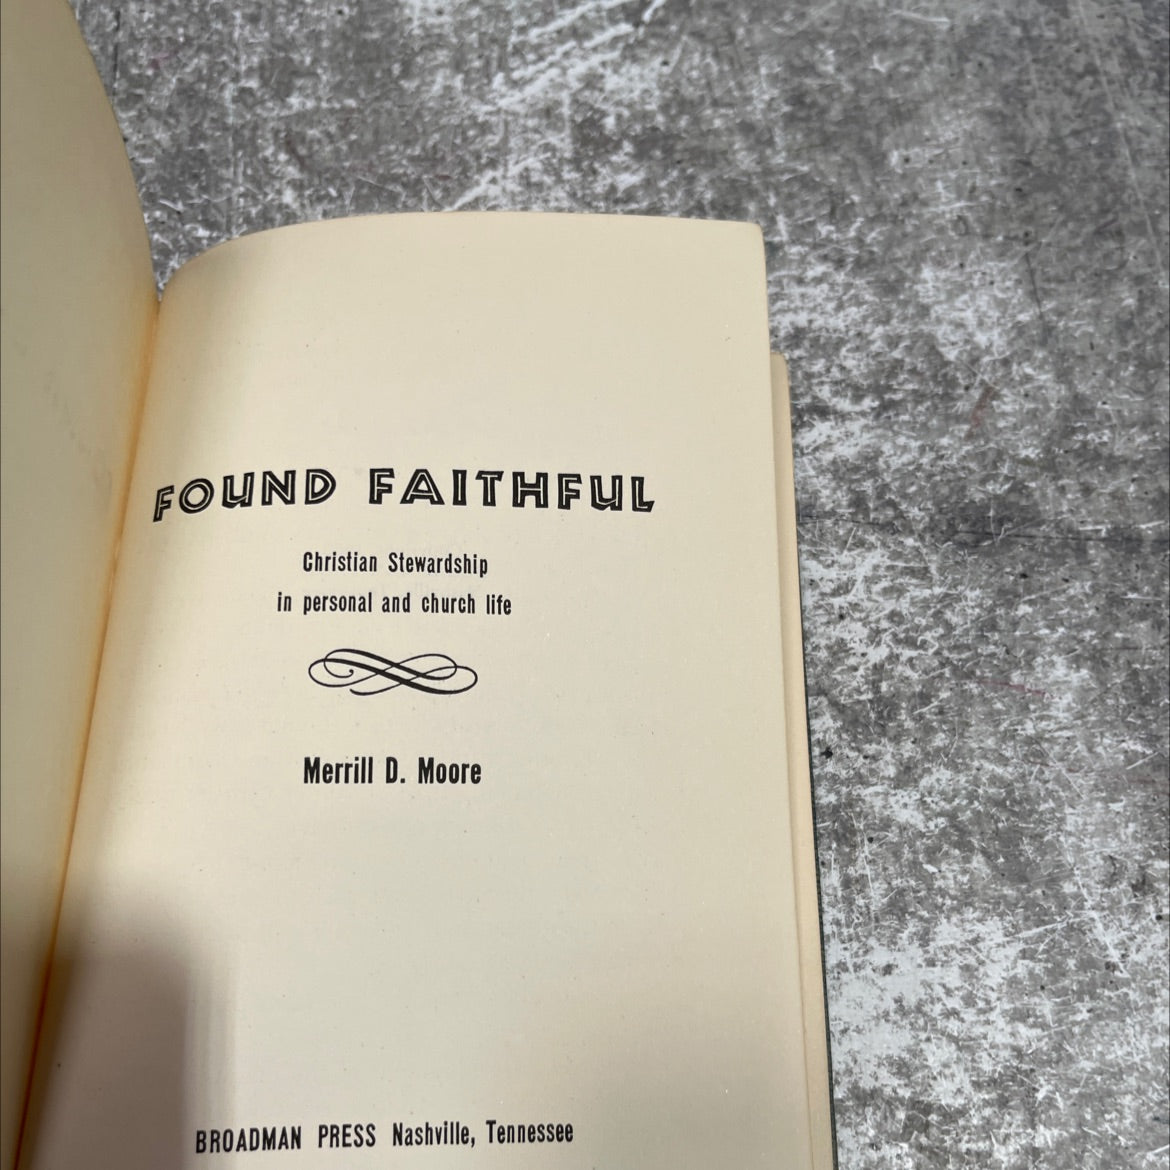 FOUND FAITHFUL
Christian Stewardship
in personal and church life
Merrill D. Moore
BROADMAN PRESS Nashville, Tennessee